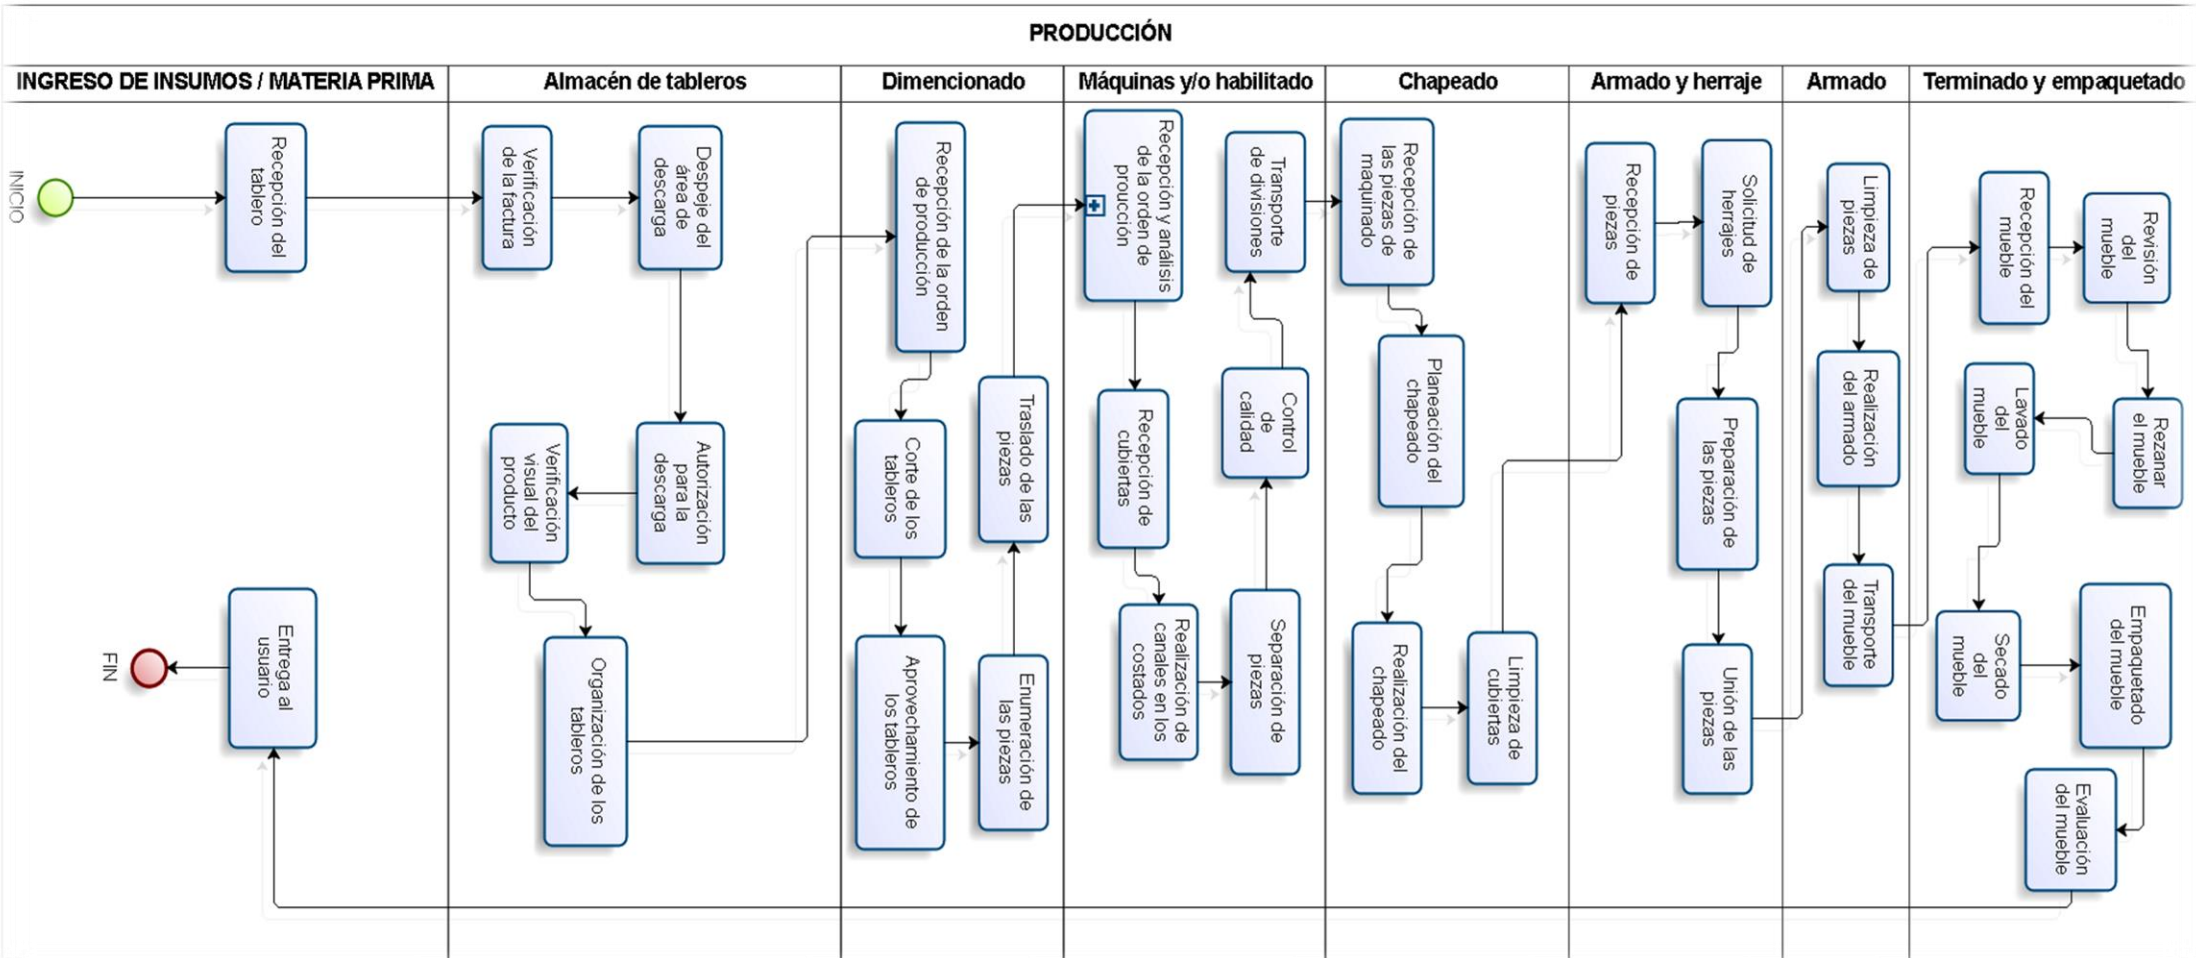 PRODUCCIÓN
INGRESO DE INSUMOS / MATERIA PRIMA
Almacén de tableros
Dimencionado
Máquinas y/o habilitado
Chapeado
Armado y herraje
Armado
Terminado y empaquetado
INICIO
Recepción del
tablero
Verificación
de la factura
Despeje del
área de
descarga
Autorización
para la
descarga
Verificación
visual del
producto
Organización de los
tableros
Recepción de la orden
de producción
Corte de los
tableros
Aprovechamiento de
los tableros
Enumeración de
las piezas
Traslado de las
piezas
Recepción y análisis
de la orden de
proucción
Recepción de
cubiertas
Realización de
canales en los
costados
Separación de
piezas
Control
de
calidad
Transporte
de divisiones
Recepción de
las piezas de
maquinado
Planeación del
chapeado
Realización del
chapeado
Limpieza de
cubiertas
Recepción de
piezas
Solicitud de
herrajes
Preparación de
las piezas
Unión de las
piezas
Limpieza de
piezas
Realización
del armado
Transporte
del mueble
Recepción del
mueble
Revisión
del
mueble
Rezanar
el mueble
Lavado
del
mueble
Secado
del
mueble
Empaquetado
del mueble
Evaluación
del mueble
Entrega al
usuario
FIN